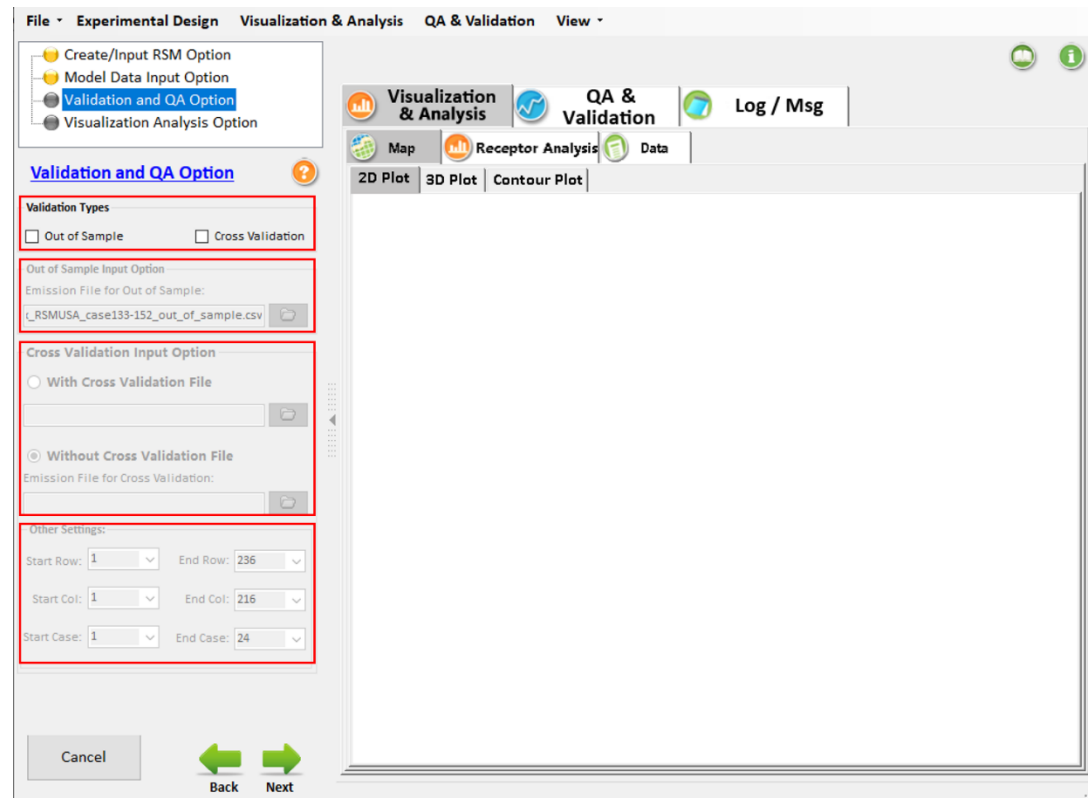 File Experimental Design Visualization & Analysis QA & Validation View
Create/Input RSM Option
Model Data Input Option
Validation and QA Option
Visualization Analysis Option
Visualization & Analysis
QA & Validation
Log / Msg
Map Receptor Analysis Data
2D Plot 3D Plot Contour Plot
Validation and QA Option
?
Validation Types
Out of Sample Cross Validation
Out of Sample Input Option
Emission File for Out of Sample:
_RSMUSA_case133-152_out_of_sample.csv
Cross Validation Input Option
With Cross Validation File
Without Cross Validation File
Emission File for Cross Validation:
Other Settings:
Start Row: 1 End Row: 236
Start Col: 1 End Col: 216
Start Case: 1 End Case: 24
Cancel
Back Next